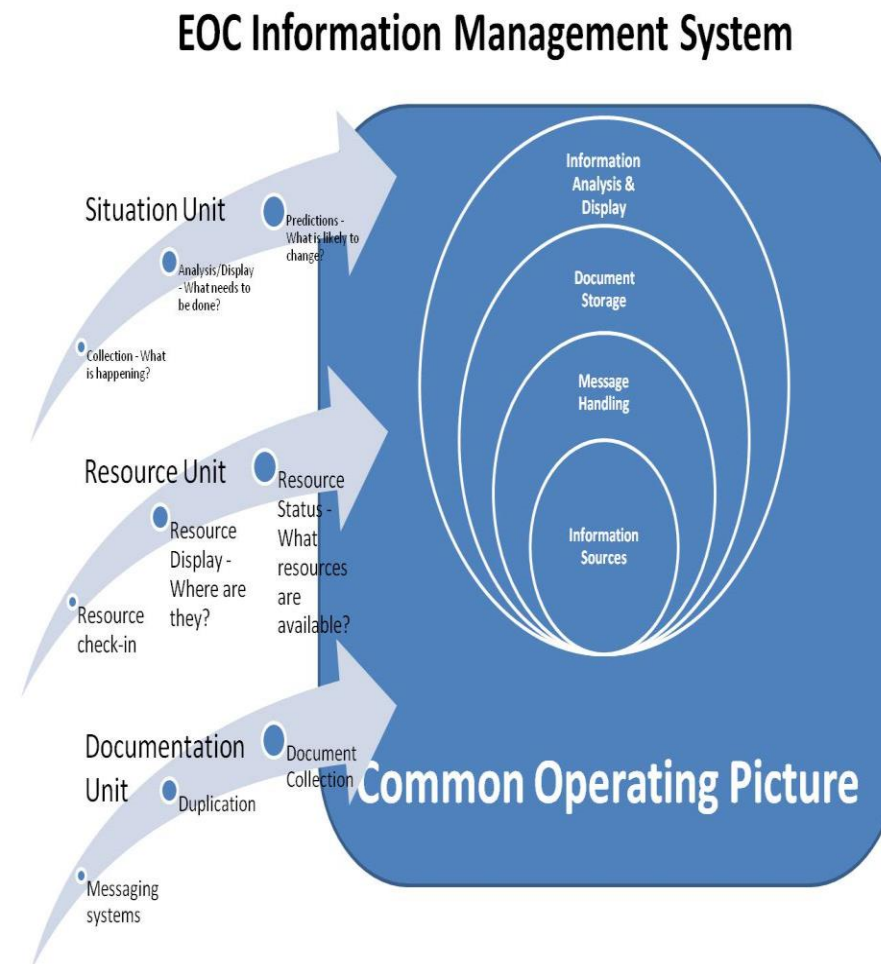 EOC Information Management System
Situation Unit
Collection - What
is happening?
Analysis/Display
- What needs to
be done?
Predictions -
What is likely to
change?
Resource Unit
Resource
check-in
Resource
Display -
Where are
they?
Resource
Status -
What
resources
are
available?
Documentation
Unit
Messaging
systems
Duplication
Document
Collection
Information
Analysis &
Display
Document
Storage
Message
Handling
Information
Sources
Common Operating Picture